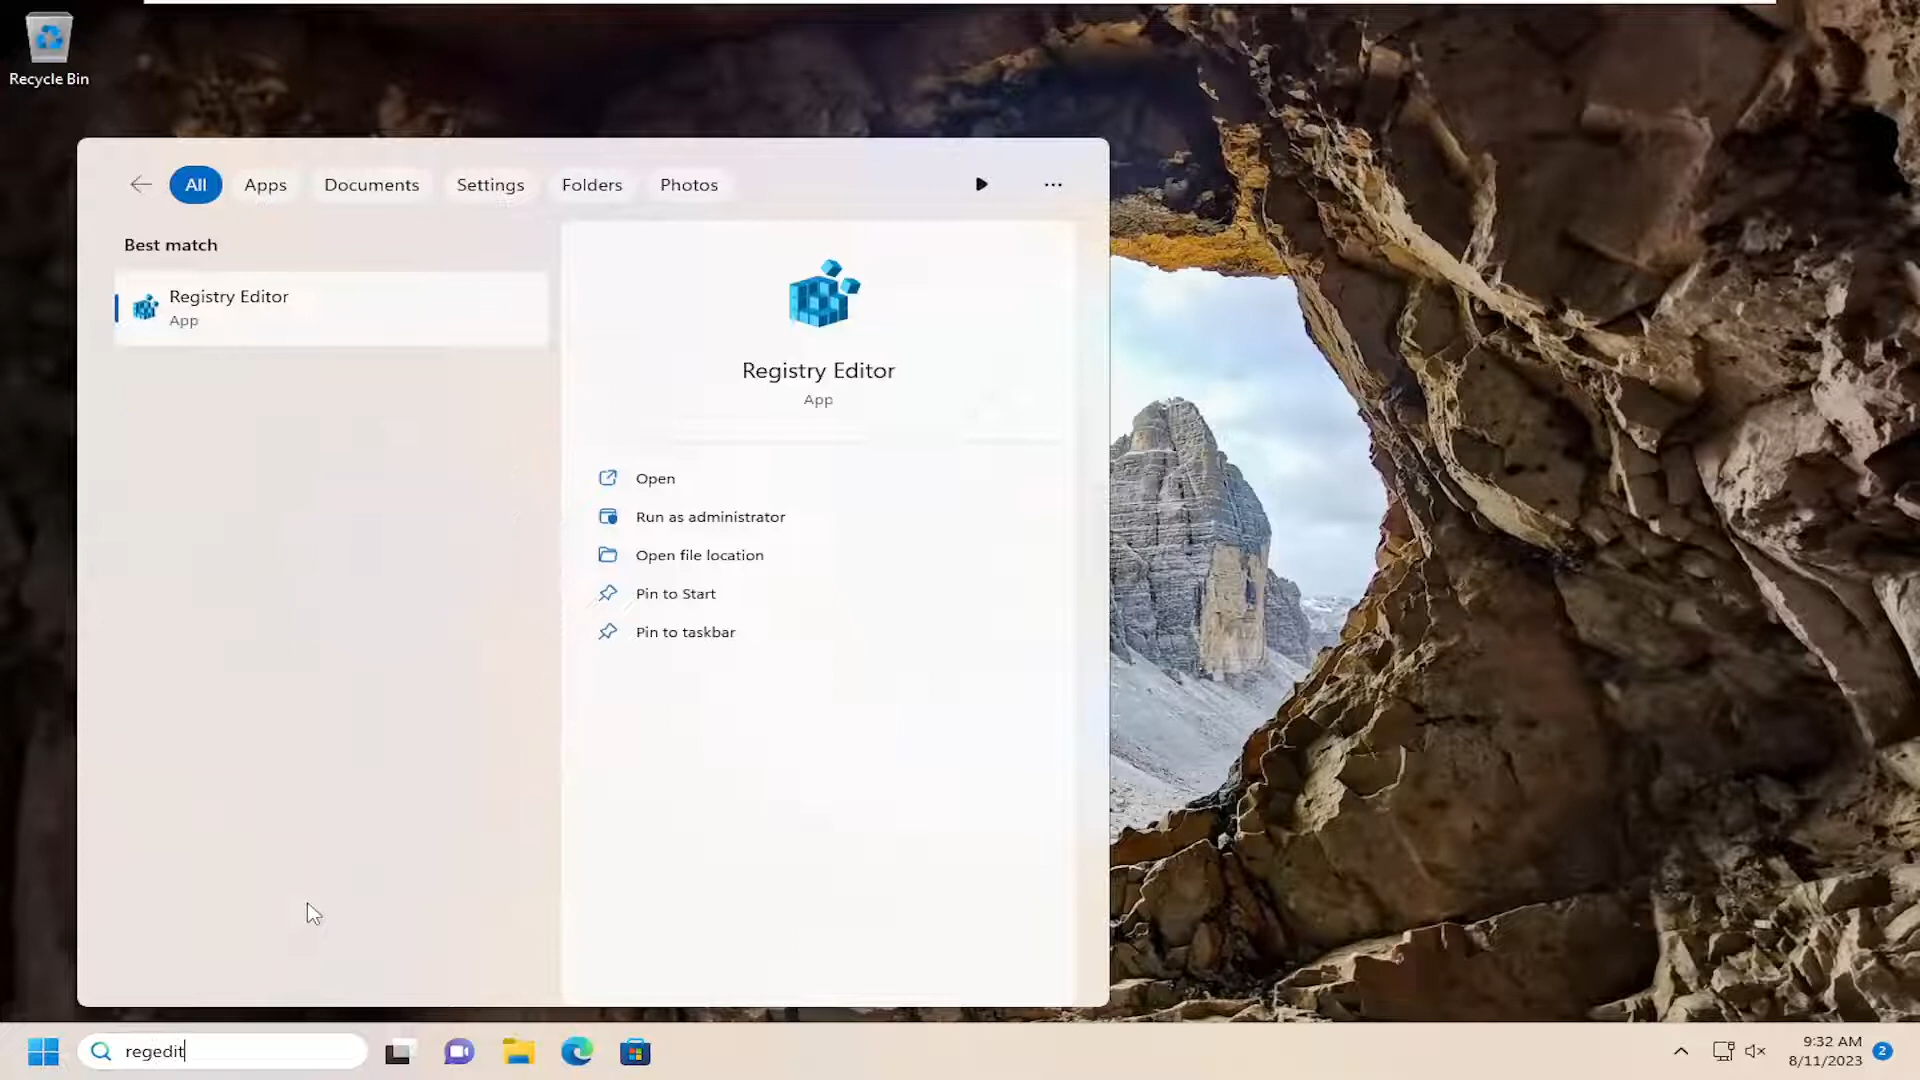 Recycle Bin
All
Apps
Documents
Settings
Folders
Photos
Best match
Registry Editor
App
Registry Editor
App
Open
Run as administrator
Open file location
Pin to Start
Pin to taskbar
regedit
9:32 AM
8/11/2023
2